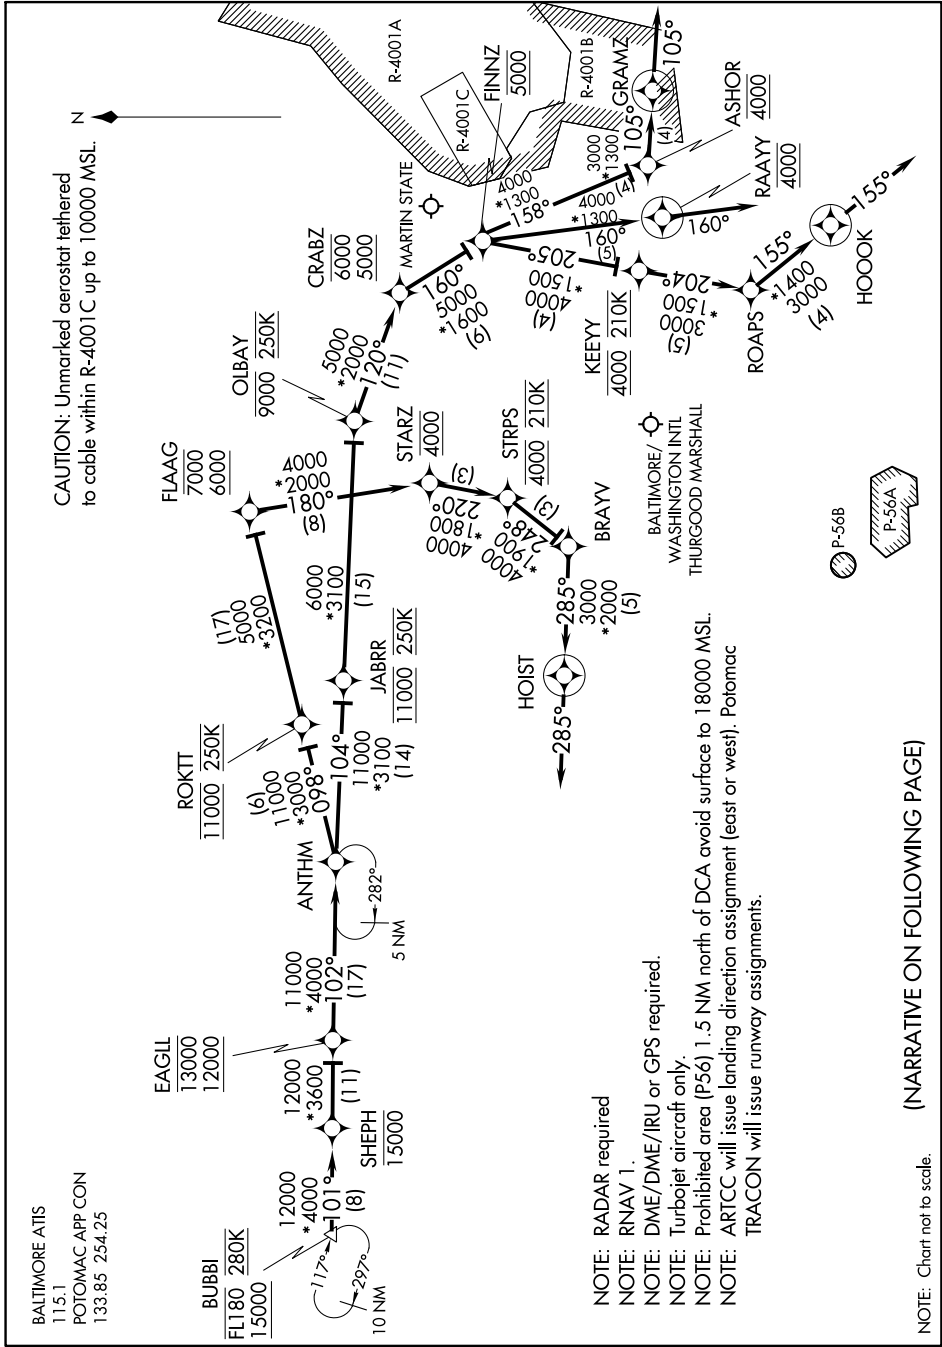 BALTIMORE ATIS
115.1
POTOMAC APP CON
133.85 254.25
CAUTION: Unmarked aerostat tethered
to cable within R-4001C up to 10000 MSL.
N
BUBBI
FL180 280K
15000
117°
297°
10 NM
12000
*4000
101°
(8)
SHEPH
15000
12000
*3600
(11)
EAGLL
13000
12000
11000
*4000
102°
(17)
ANTHM
282°
5 NM
(6)
11000
*3000
098°
ROKTT
11000 250K
104°
11000
*3100
(14)
JABRR
11000 250K
(17)
5000
*3200
FLAAG
7000
6000
6000
*3100
(15)
4000
*2000
180°
(8)
OLBAY
9000 250K
5000
*2000
120°
(11)
CRABZ
6000
5000
MARTIN STATE
160°
5000
*1600
(9)
FINNZ
5000
R-4001A
R-4001C
R-4001B
4000
*1300
158°
(4)
3000
*1300
105°
(4)
GRAMZ
105°
ASHOR
4000
4000
*1300
160°
(5)
RAAYY
4000
160°
205°
*1500
4000
(4)
KEEYY
4000 210K
204°
*1500
3000
(5)
ROAPS
155°
*1400
3000
(4)
HOOOK
155°
STARZ
4000
(3)
220°
*1800
4000
STRPS
4000 210K
(3)
248°
*1900
4000
BRAYV
285°
3000
*2000
(5)
HOIST
285°
BALTIMORE/
WASHINGTON INTL
THURGOOD MARSHALL
P-56B
P-56A
NOTE: RADAR required
NOTE: RNAV 1.
NOTE: DME/DME/IRU or GPS required.
NOTE: Turbojet aircraft only.
NOTE: Prohibited area (P56) 1.5 NM north of DCA avoid surface to 18000 MSL.
NOTE: ARTCC will issue landing direction assignment (east or west). Potomac
TRACON will issue runway assignments.
(NARRATIVE ON FOLLOWING PAGE)
NOTE: Chart not to scale.